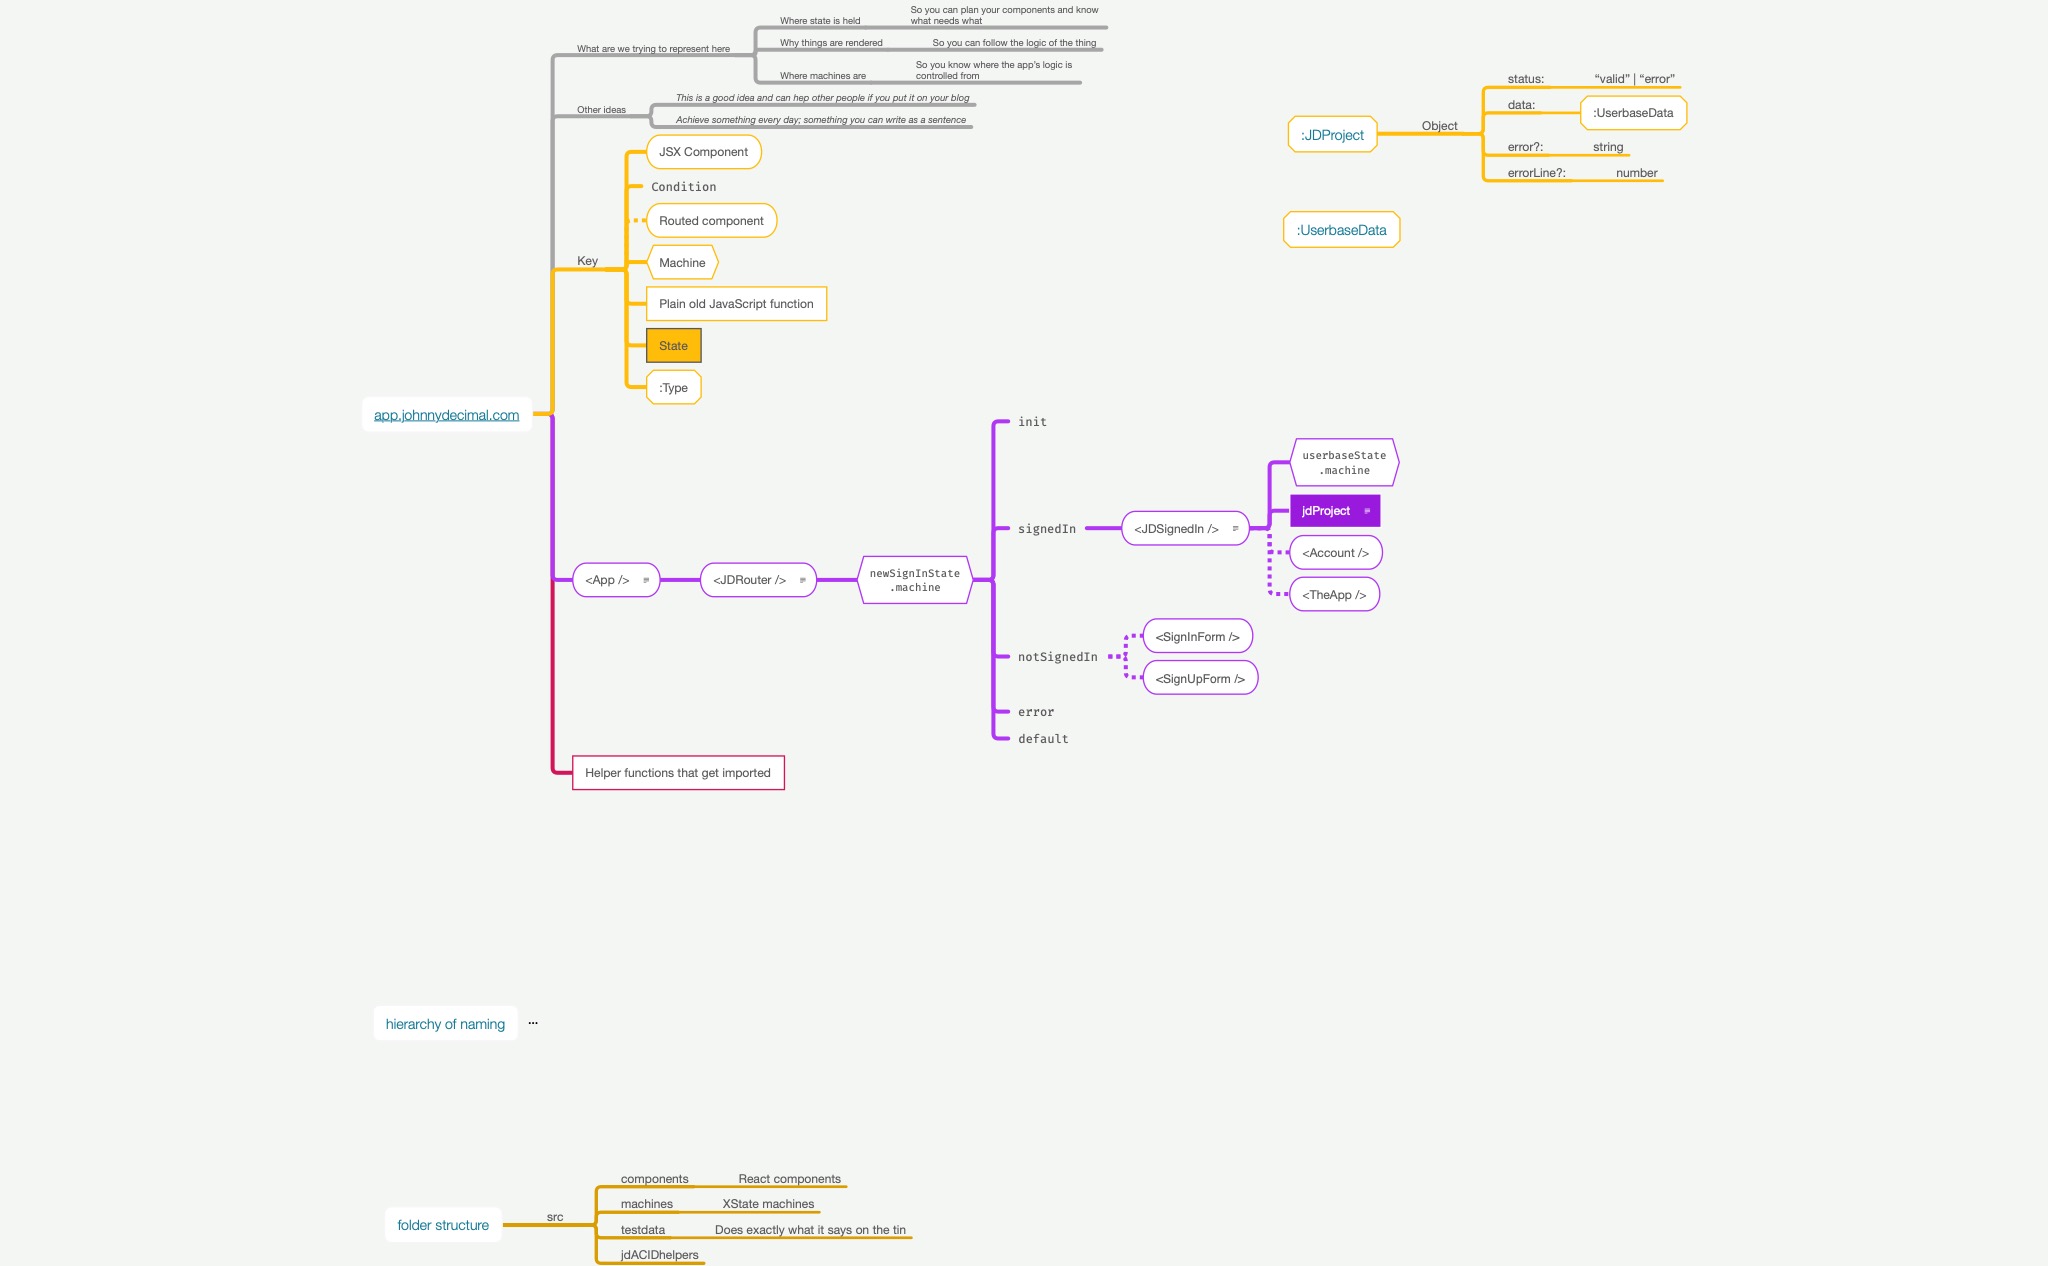 So you can plan your components and know
what needs what
Where state is held
What are we trying to represent here
Why things are rendered
So you can follow the logic of the thing
So you know where the app's logic is
controlled from
Where machines are
Other ideas
This is a good idea and can hep other people if you put it on your blog
Achieve something every day; something you can write as a sentence
Key
JSX Component
Condition
Routed component
Machine
Plain old JavaScript function
State
:Type
:JDProject
Object
status:
“valid” | “error”
data:
:UserbaseData
error?:
string
errorLine?:
number
:UserbaseData
app.johnnydecimal.com
<App />
<JDRouter />
newSignInState
.machine
init
signedIn
<JDSignedIn />
userbaseState
.machine
jdProject
<Account />
<TheApp />
notSignedIn
<SignInForm />
<SignUpForm />
error
default
Helper functions that get imported
hierarchy of naming
...
folder structure
src
components
React components
machines
XState machines
testdata
Does exactly what it says on the tin
jdACIDhelpers